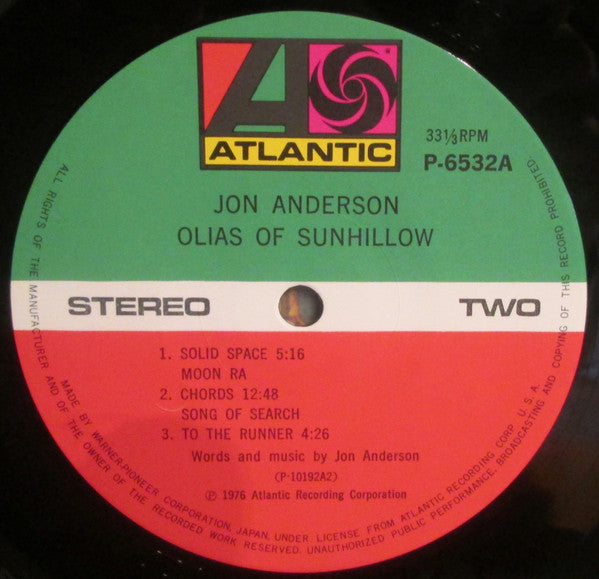 ATLANTIC
33⅓RPM
P-6532A
JON ANDERSON
OLIAS OF SUNHILLOW
STEREO
TWO
1. SOLID SPACE 5:16
MOON RA
2. CHORDS 12:48
SONG OF SEARCH
3. TO THE RUNNER 4:26
Words and music by Jon Anderson
(P-10192A2)
℗ 1976 Atlantic Recording Corporation
MADE BY WARNER-PIONEER CORPORATION, JAPAN, UNDER LICENSE FROM ATLANTIC RECORDING CORP. U.S.A.
ALL RIGHTS OF THE MANUFACTURER AND OF THE OWNER OF THE RECORDED WORK RESERVED. UNAUTHORIZED PUBLIC PERFORMANCE, BROADCASTING AND COPYING OF THIS RECORD PROHIBITED.